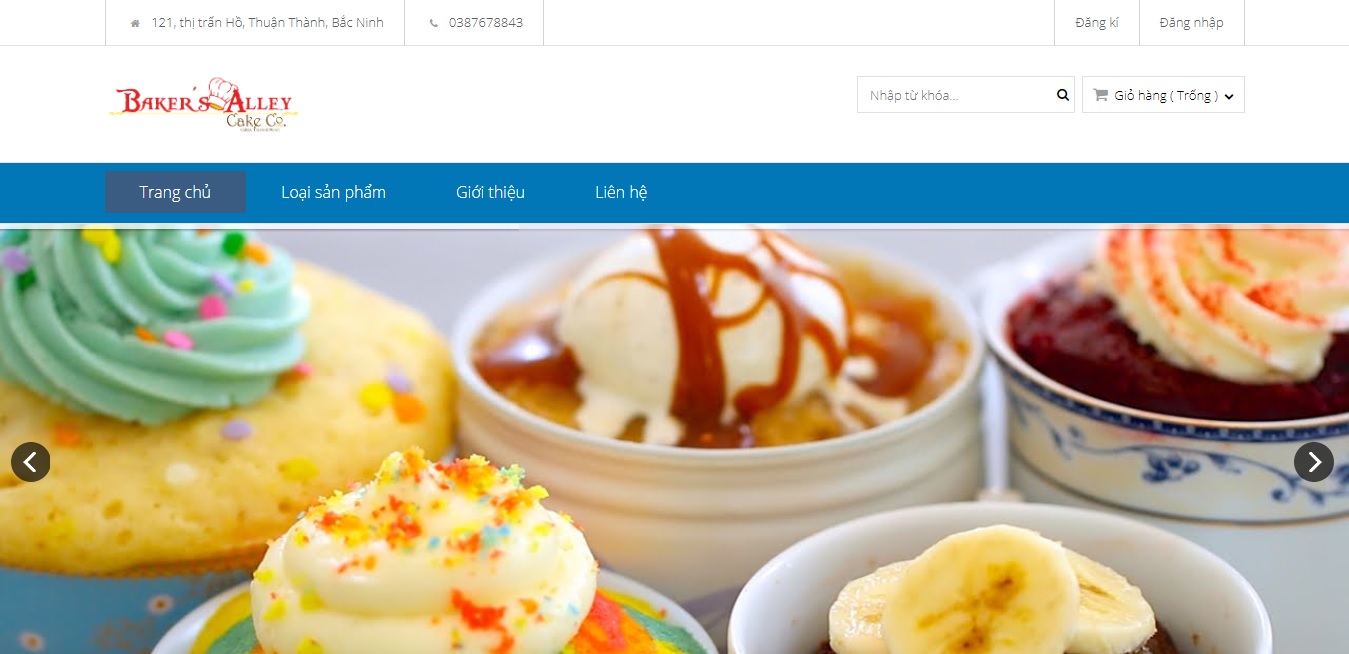 121, thị trấn Hồ, Thuận Thành, Bắc Ninh
0387678843
Đăng kí
Đăng nhập
BAKER'S ALLEY
Cake Co.
Nhập từ khóa...
Giỏ hàng ( Trống )
Trang chủ
Loại sản phẩm
Giới thiệu
Liên hệ